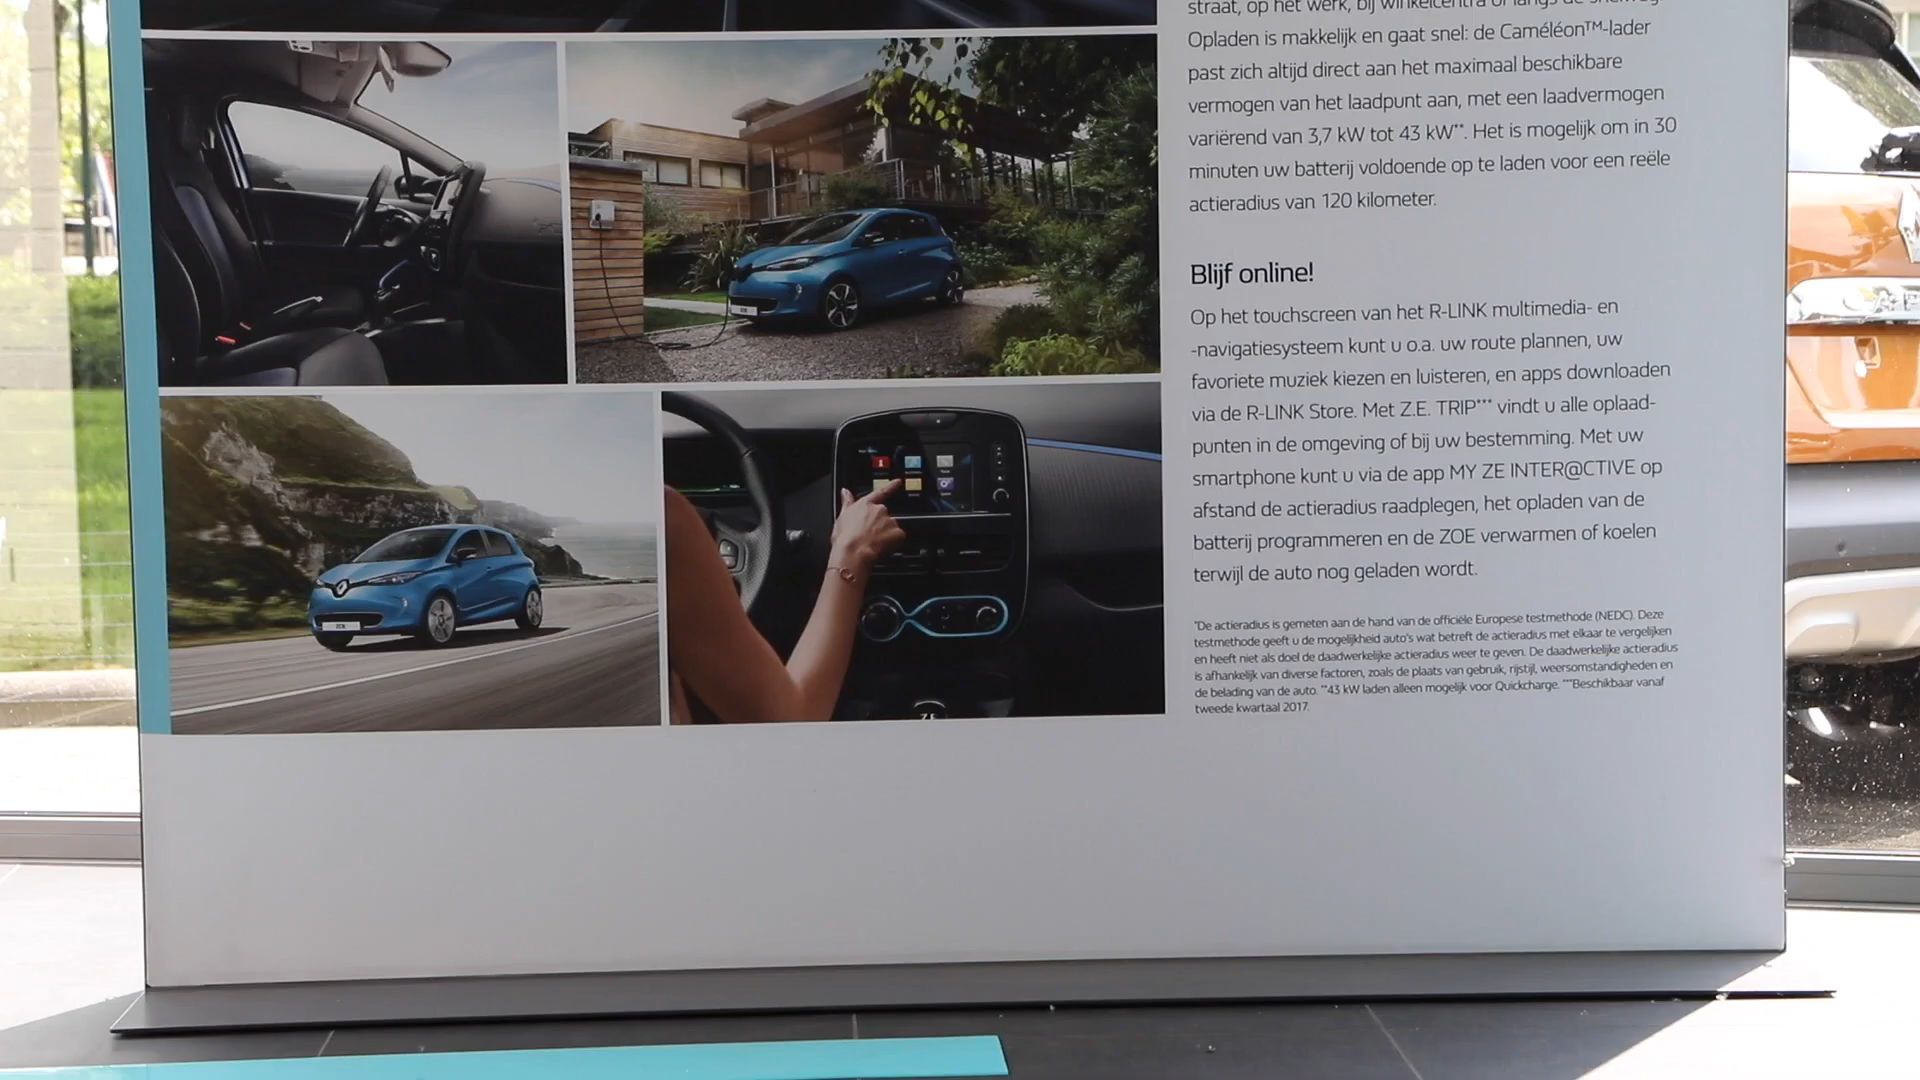 straat, op het werk, bij winkelcentra of langs de snelweg.
Opladen is makkelijk en gaat snel: de Caméléon™-lader
past zich altijd direct aan het maximaal beschikbare
vermogen van het laadpunt aan, met een laadvermogen
variërend van 3,7 kW tot 43 kW**. Het is mogelijk om in 30
minuten uw batterij voldoende op te laden voor een reële
actieradius van 120 kilometer.
Blijf online!
Op het touchscreen van het R-LINK multimedia- en
-navigatiesysteem kunt u o.a. uw route plannen, uw
favoriete muziek kiezen en luisteren, en apps downloaden
via de R-LINK Store. Met Z.E. TRIP*** vindt u alle oplaad-
punten in de omgeving of bij uw bestemming. Met uw
smartphone kunt u via de app MY ZE INTER@CTIVE op
afstand de actieradius raadplegen, het opladen van de
batterij programmeren en de ZOE verwarmen of koelen
terwijl de auto nog geladen wordt.
*De actieradius is gemeten aan de hand van de officiële Europese testmethode (NEDC). Deze
testmethode geeft u de mogelijkheid auto's wat betreft de actieradius met elkaar te vergelijken
en heeft niet als doel de daadwerkelijke actieradius weer te geven. De daadwerkelijke actieradius
is afhankelijk van diverse factoren, zoals de plaats van gebruik, rijstijl, weersomstandigheden en
de belading van de auto. **43 kW laden alleen mogelijk voor Quickcharge. ***Beschikbaar vanaf
tweede kwartaal 2017.